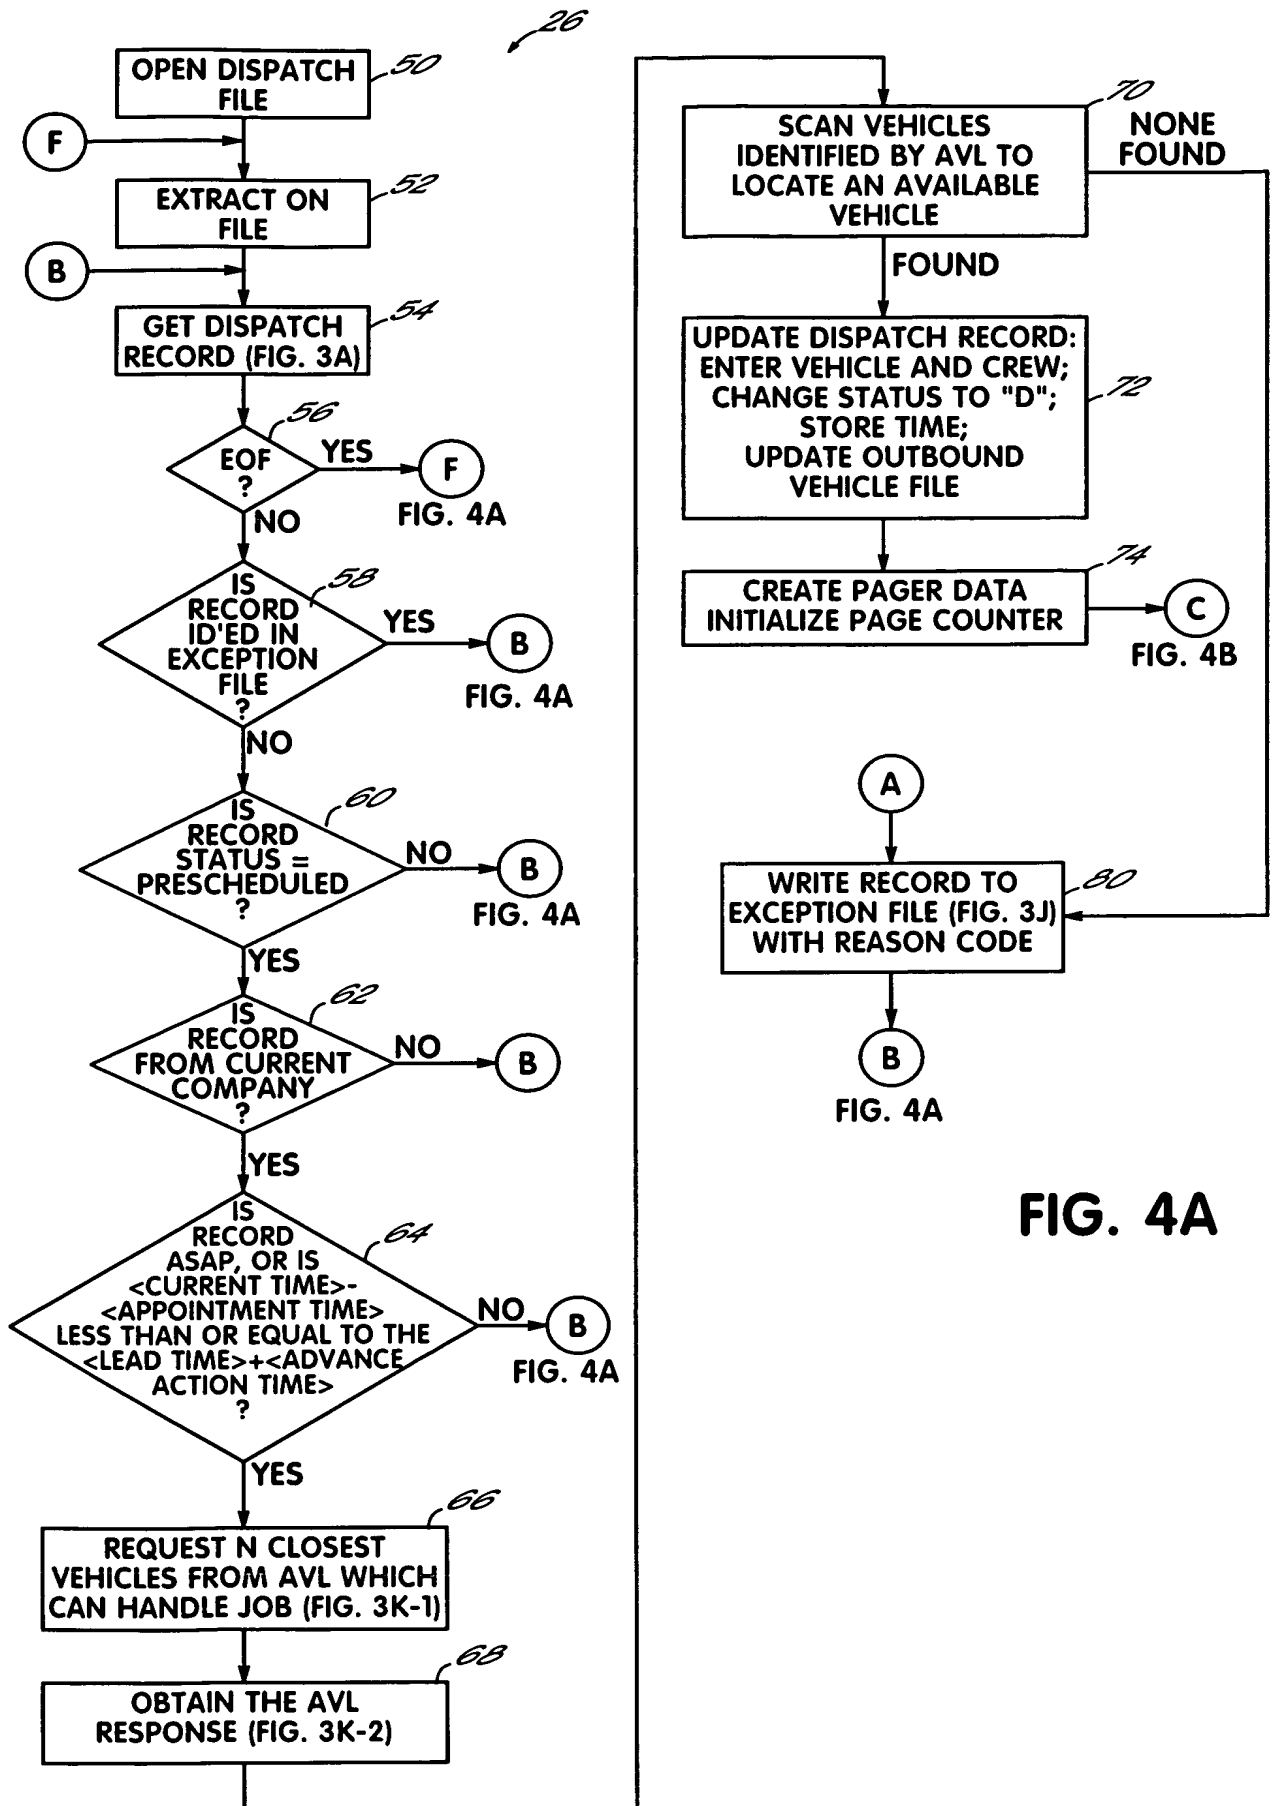 26
OPEN DISPATCH
FILE
50
F
EXTRACT ON
FILE
52
B
GET DISPATCH
RECORD (FIG. 3A)
54
EOF
?
56
YES
F
FIG. 4A
NO
IS
RECORD
ID'ED IN
EXCEPTION
FILE
?
58
YES
B
FIG. 4A
NO
IS
RECORD
STATUS =
PRESCHEDULED
?
60
NO
B
FIG. 4A
YES
IS
RECORD
FROM CURRENT
COMPANY
?
62
NO
B
YES
IS
RECORD
ASAP, OR IS
<CURRENT TIME>-
<APPOINTMENT TIME>
LESS THAN OR EQUAL TO THE
<LEAD TIME>+<ADVANCE
ACTION TIME>
?
64
NO
B
FIG. 4A
YES
REQUEST N CLOSEST
VEHICLES FROM AVL WHICH
CAN HANDLE JOB (FIG. 3K-1)
66
OBTAIN THE AVL
RESPONSE (FIG. 3K-2)
68
SCAN VEHICLES
IDENTIFIED BY AVL TO
LOCATE AN AVAILABLE
VEHICLE
70
NONE
FOUND
FOUND
UPDATE DISPATCH RECORD:
ENTER VEHICLE AND CREW;
CHANGE STATUS TO "D";
STORE TIME;
UPDATE OUTBOUND
VEHICLE FILE
72
CREATE PAGER DATA
INITIALIZE PAGE COUNTER
74
C
FIG. 4B
A
WRITE RECORD TO
EXCEPTION FILE (FIG. 3J)
WITH REASON CODE
80
B
FIG. 4A
FIG. 4A